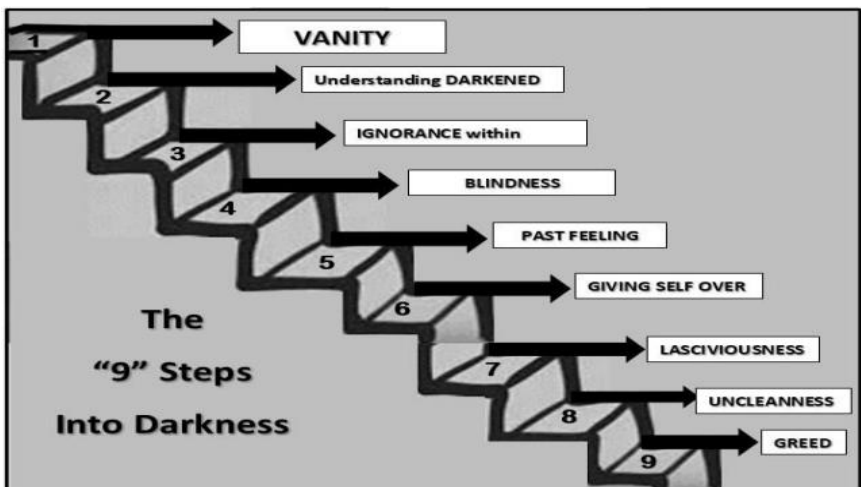 1
VANITY
2
Understanding DARKENED
3
IGNORANCE within
4
BLINDNESS
5
PAST FEELING
6
GIVING SELF OVER
7
LASCIVIOUSNESS
8
UNCLEANNESS
9
GREED
The
“9” Steps
Into Darkness